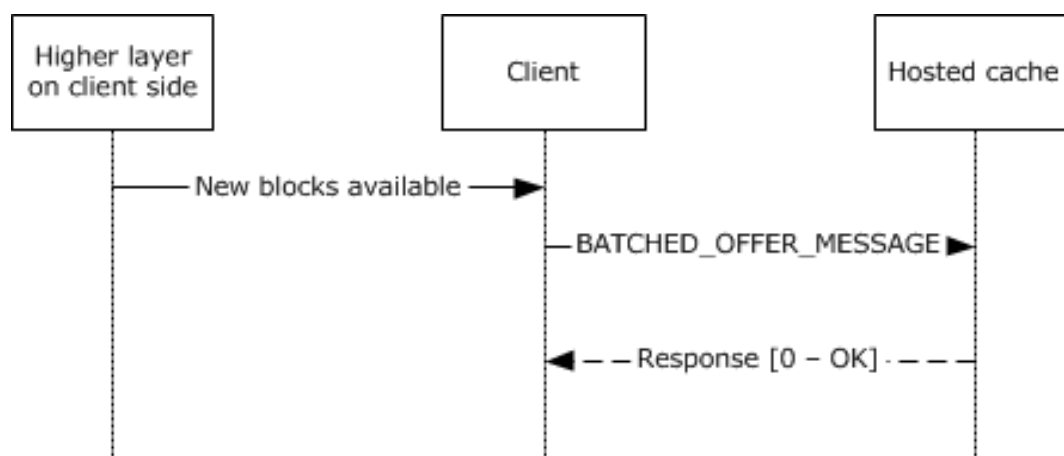 Higher layer
on client side
Client
Hosted cache
New blocks available
BATCHED_OFFER_MESSAGE
Response [0 – OK]